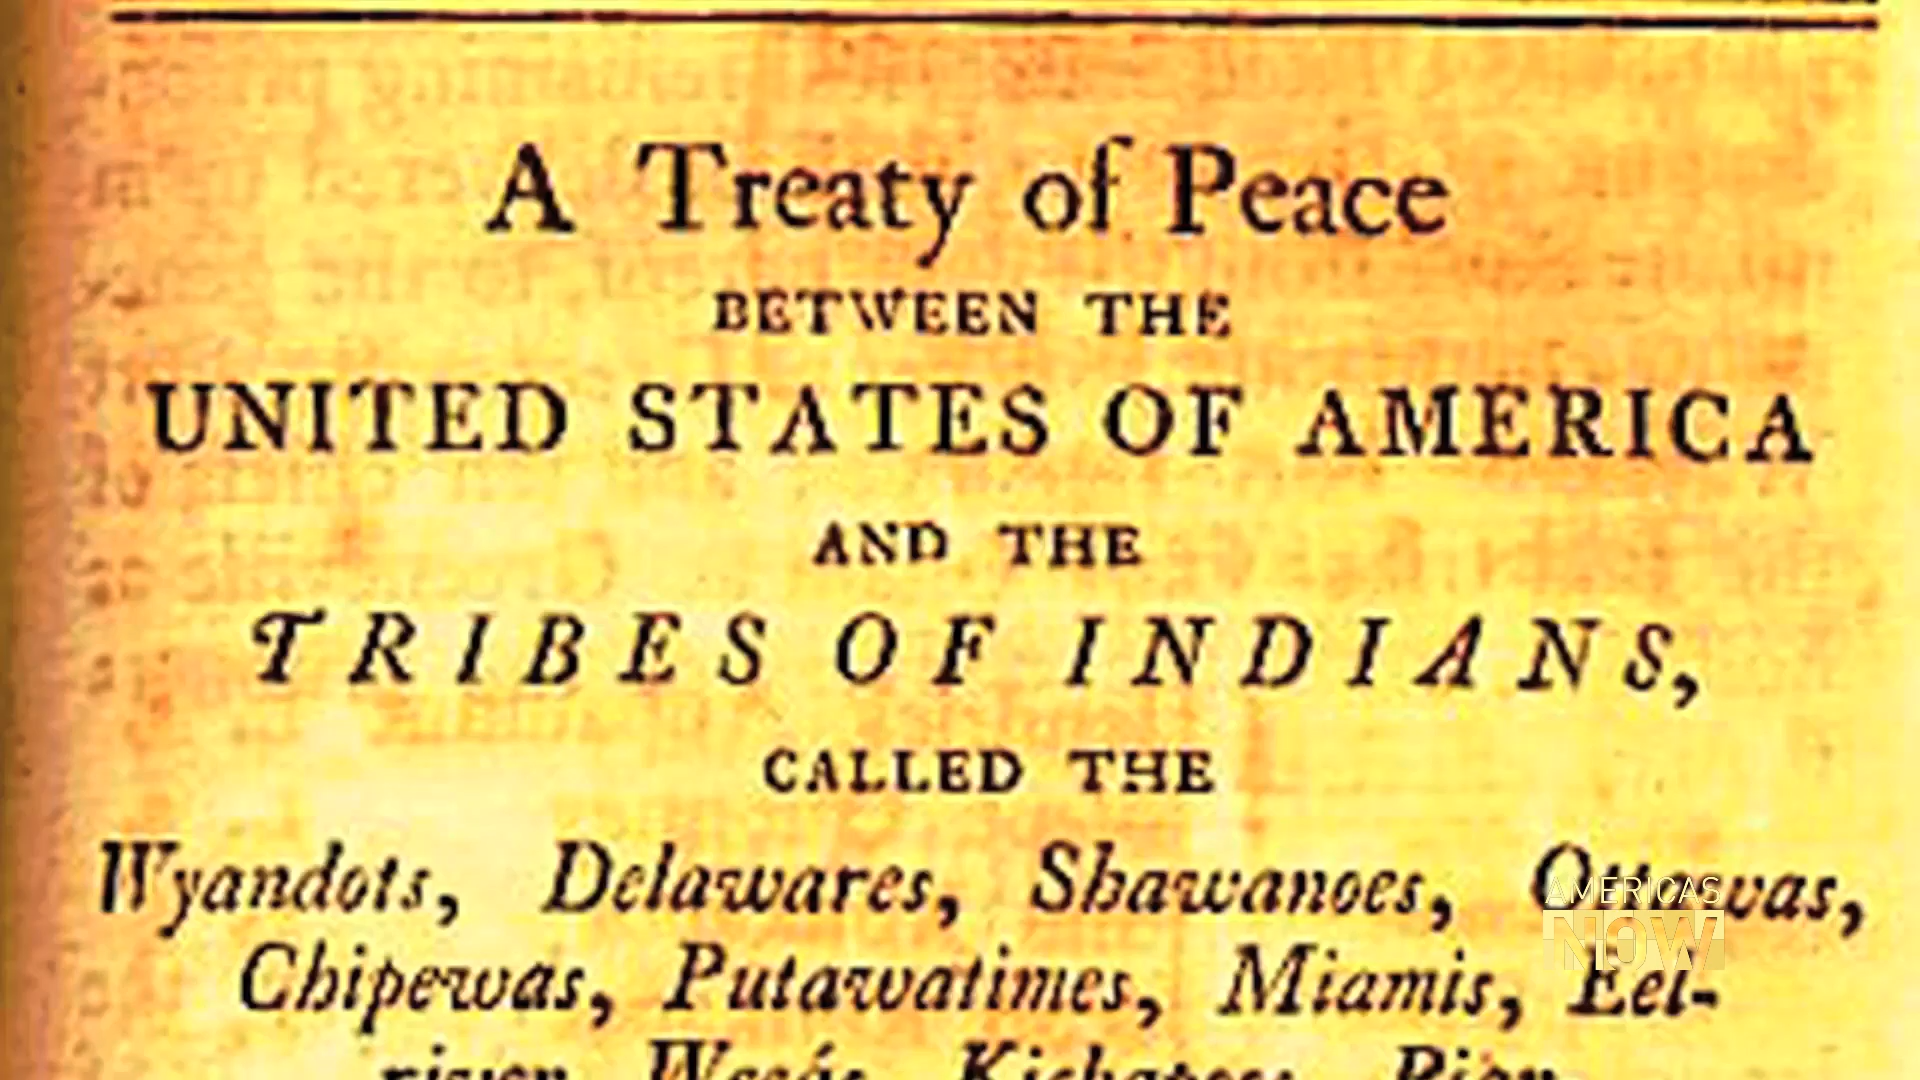 A Treaty of Peace
BETWEEN THE
UNITED STATES OF AMERICA
AND THE
TRIBES OF INDIANS,
CALLED THE
Wyandots, Delawares, Shawanoes, Ottawas,
Chipewas, Putawatimes, Miamis, Eel-
AMERICAS
NOW